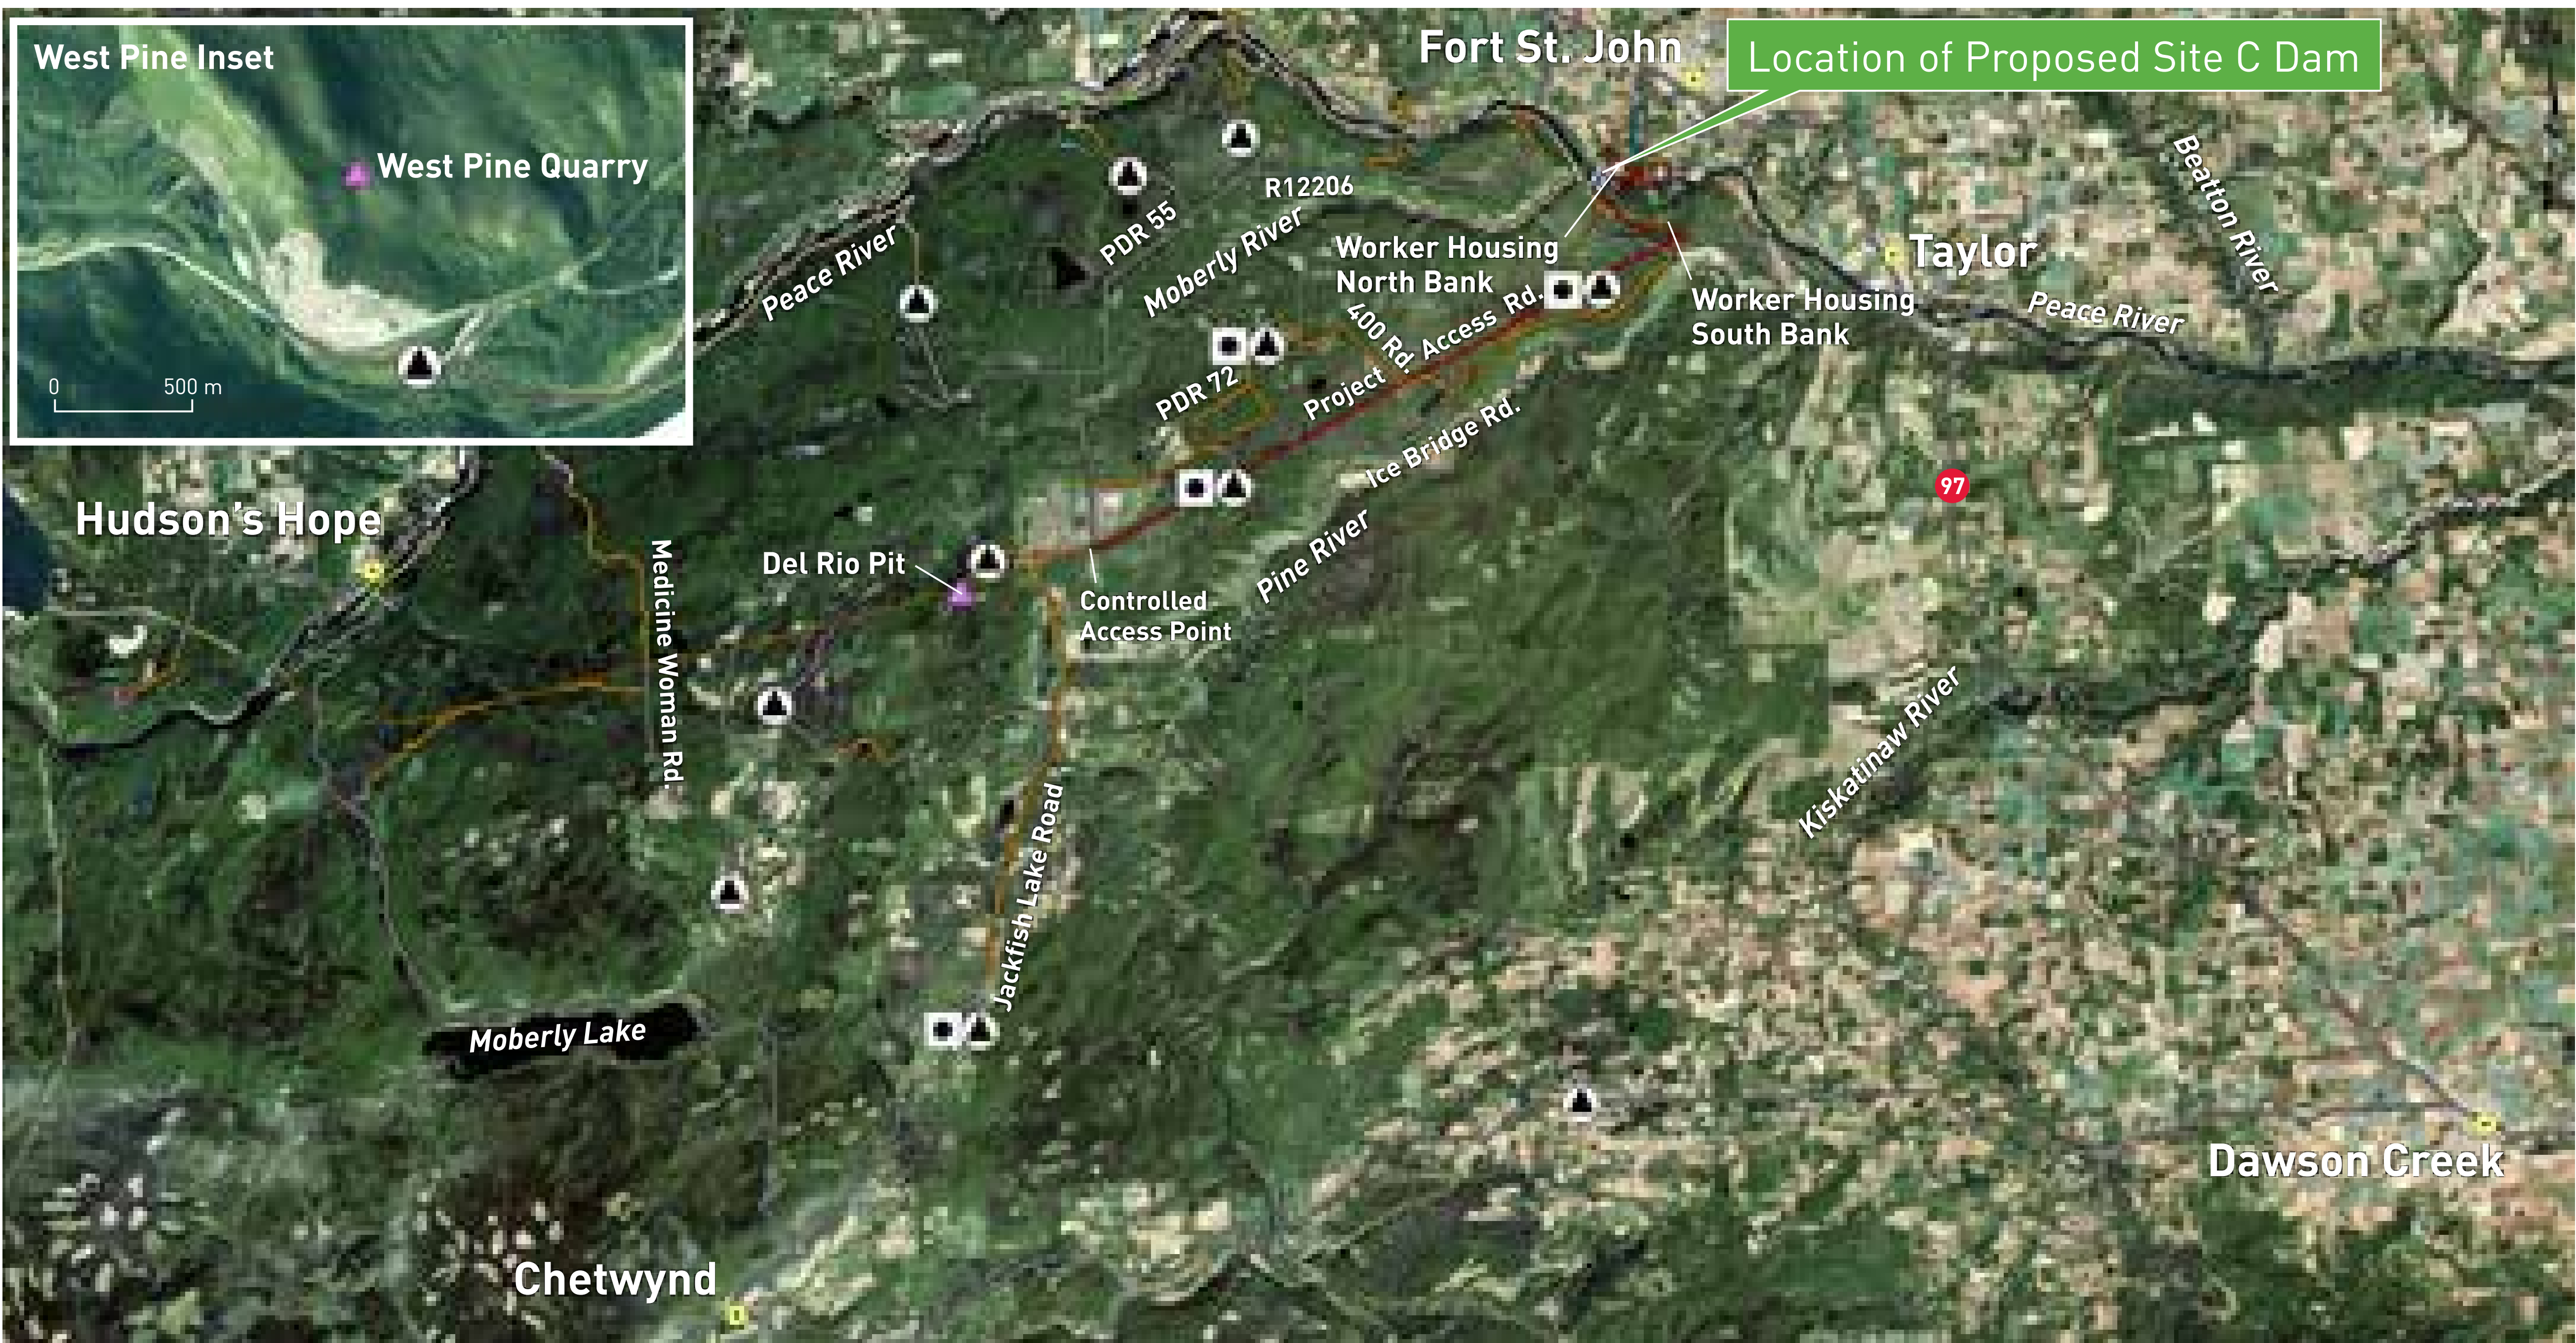 West Pine Inset
West Pine Quarry
0 500 m
Fort St. John
Location of Proposed Site C Dam
Beatton River
R12206
PDR 55
Moberly River
Peace River
Worker Housing
North Bank
Taylor
Worker Housing
South Bank
Peace River
400 Rd.
Project Access Rd.
PDR 72
Ice Bridge Rd.
97
Hudson's Hope
Medicine Woman Rd.
Del Rio Pit
Pine River
Controlled
Access Point
Kiskatinaw River
Jackfish Lake Road
Moberly Lake
Dawson Creek
Chetwynd